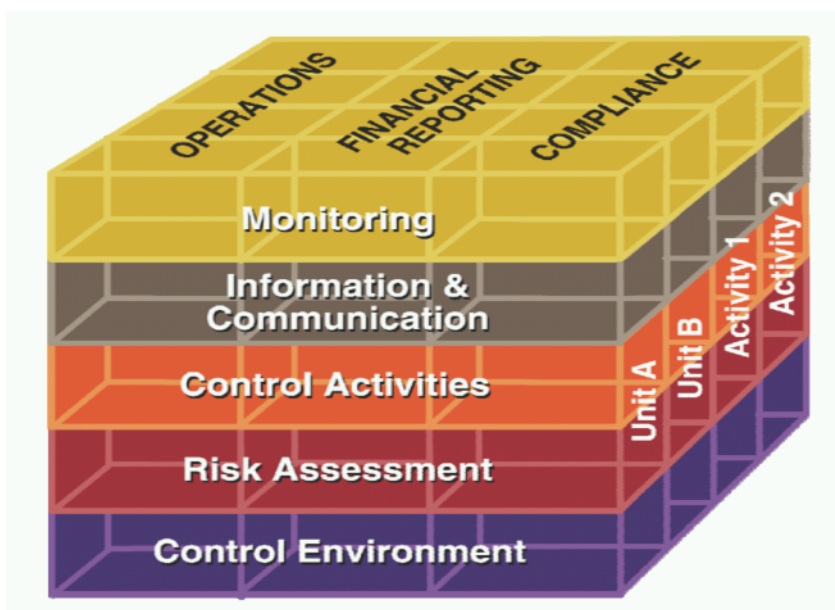 OPERATIONS
FINANCIAL
REPORTING
COMPLIANCE
Monitoring
Information &
Communication
Control Activities
Risk Assessment
Control Environment
Unit A
Unit B
Activity 1
Activity 2